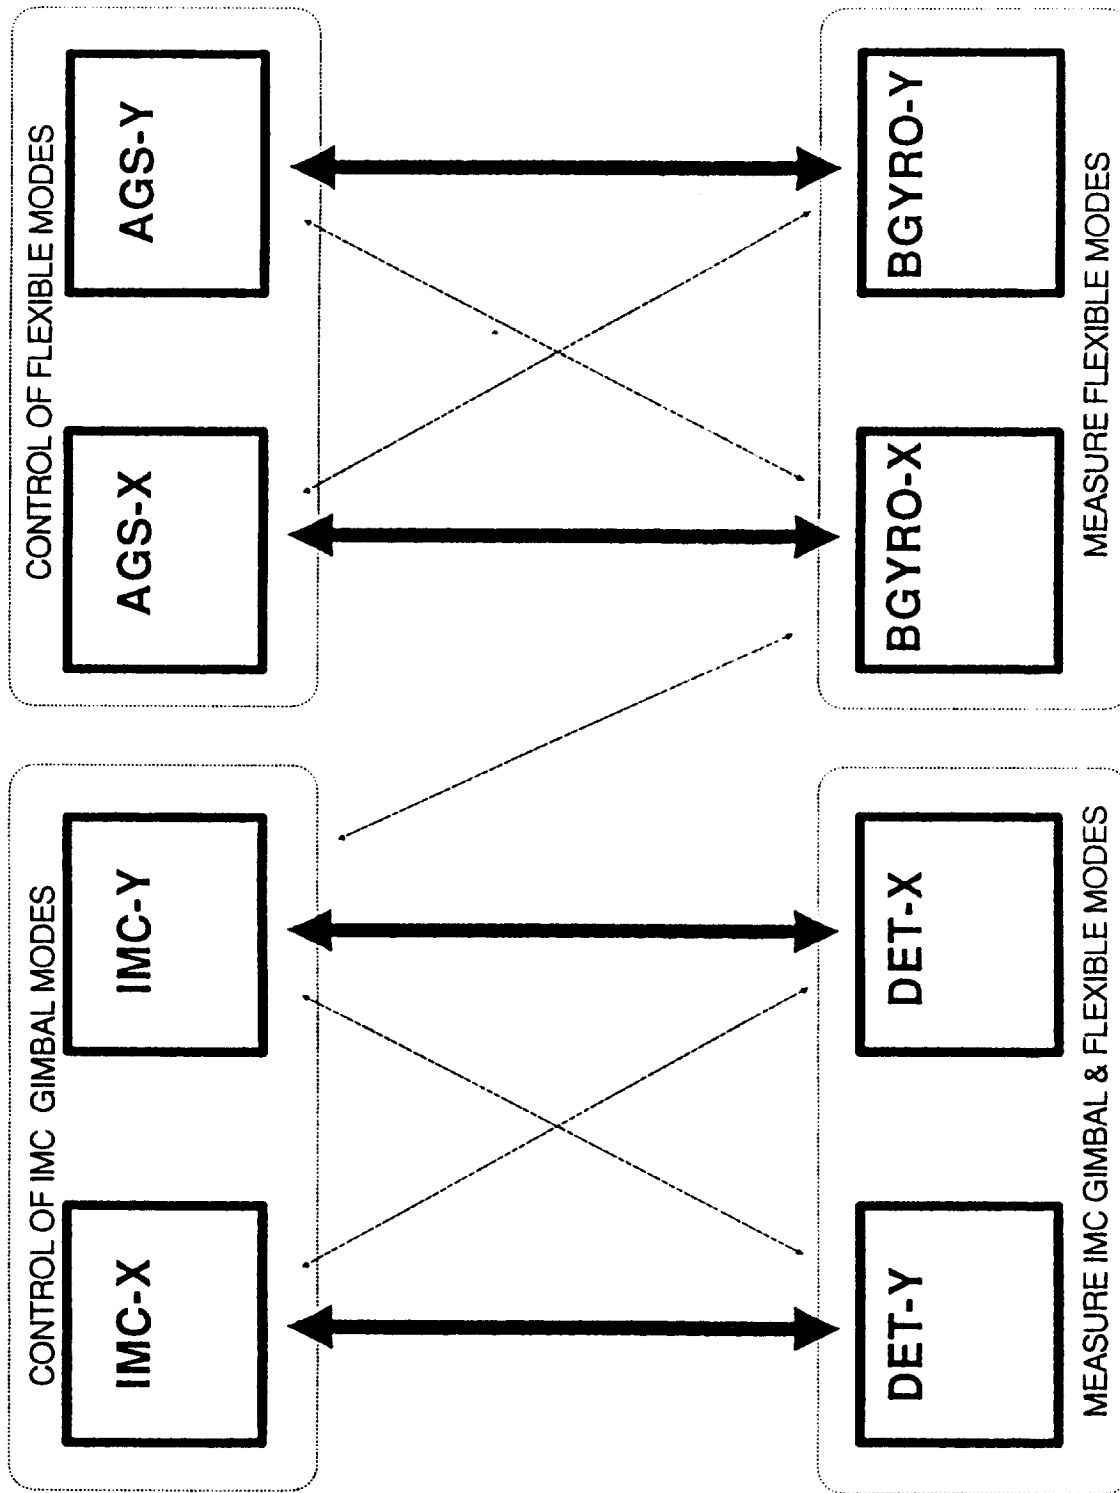 CONTROL OF IMC GIMBAL MODES
IMC-X
IMC-Y
CONTROL OF FLEXIBLE MODES
AGS-X
AGS-Y
DET-Y
DET-X
MEASURE IMC GIMBAL & FLEXIBLE MODES
BGYRO-X
BGYRO-Y
MEASURE FLEXIBLE MODES